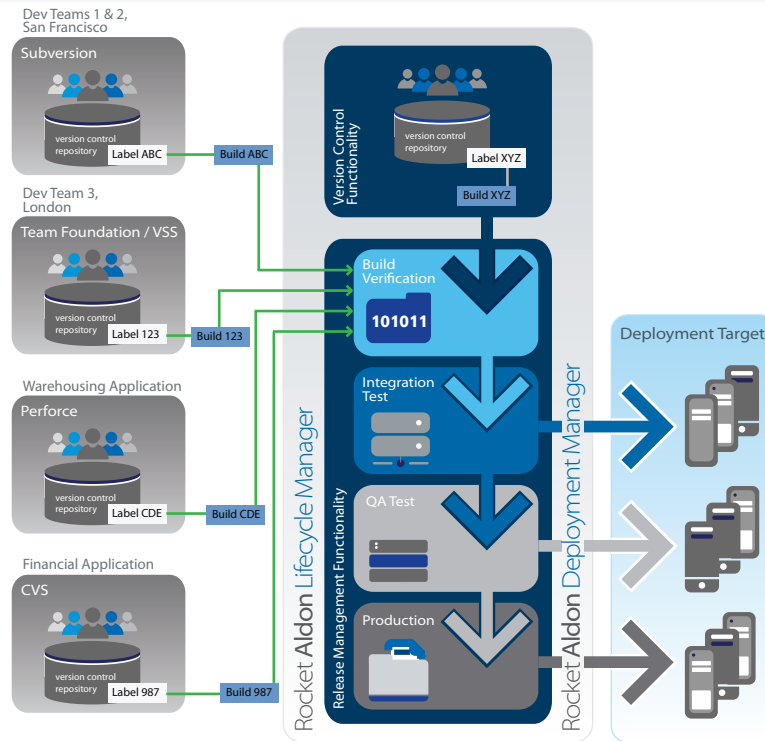 Dev Teams 1 & 2,
San Francisco
Subversion
version control
repository
Label ABC
Build ABC
Dev Team 3,
London
Team Foundation / VSS
version control
repository
Label 123
Build 123
Warehousing Application
Perforce
version control
repository
Label CDE
Build CDE
Financial Application
CVS
version control
repository
Label 987
Build 987
Rocket Aldon Lifecycle Manager
Version Control
Functionality
version control
repository
Label XYZ
Build XYZ
Release Management Functionality
Build
Verification
101011
Integration
Test
QA Test
Production
Rocket Aldon Deployment Manager
Deployment Target